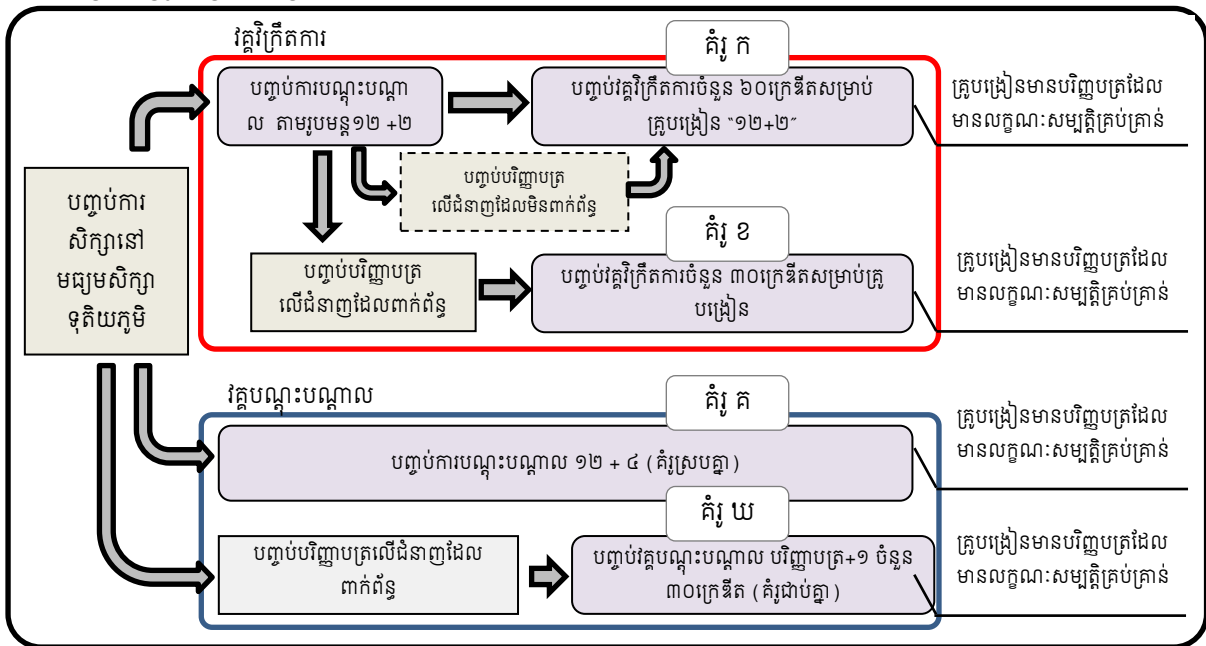 វគ្គវិក្រឹតការ
គំរូ ក
បញ្ចប់ការបណ្តុះបណ្តា
ល តាមរូបមន្ត១២ +២
បញ្ចប់វគ្គវិក្រឹតការចំនួន ៦០ក្រេឌីតសម្រាប់
គ្រូបង្រៀន “១២+២”
គ្រូបង្រៀនមានបរិញ្ញបត្រដែល
មានលក្ខណៈសម្បត្តិគ្រប់គ្រាន់
បញ្ចប់បរិញ្ញាបត្រ
លើជំនាញដែលមិនពាក់ព័ន្ធ
បញ្ចប់ការ
សិក្សានៅ
មធ្យមសិក្សា
ទុតិយភូមិ
គំរូ ខ
បញ្ចប់បរិញ្ញាបត្រ
លើជំនាញដែលពាក់ព័ន្ធ
បញ្ចប់វគ្គវិក្រឹតការចំនួន ៣០ក្រេឌីតសម្រាប់គ្រូ
បង្រៀន
គ្រូបង្រៀនមានបរិញ្ញបត្រដែល
មានលក្ខណៈសម្បត្តិគ្រប់គ្រាន់
វគ្គបណ្តុះបណ្តាល
គំរូ គ
បញ្ចប់ការបណ្តុះបណ្តាល ១២ + ៤ (គំរូស្របគ្នា)
គ្រូបង្រៀនមានបរិញ្ញបត្រដែល
មានលក្ខណៈសម្បត្តិគ្រប់គ្រាន់
គំរូ ឃ
បញ្ចប់បរិញ្ញាបត្រលើជំនាញដែល
ពាក់ព័ន្ធ
បញ្ចប់វគ្គបណ្តុះបណ្តាល បរិញ្ញាបត្រ+១ ចំនួន
៣០ក្រេឌីត (គំរូជាប់គ្នា)
គ្រូបង្រៀនមានបរិញ្ញបត្រដែល
មានលក្ខណៈសម្បត្តិគ្រប់គ្រាន់